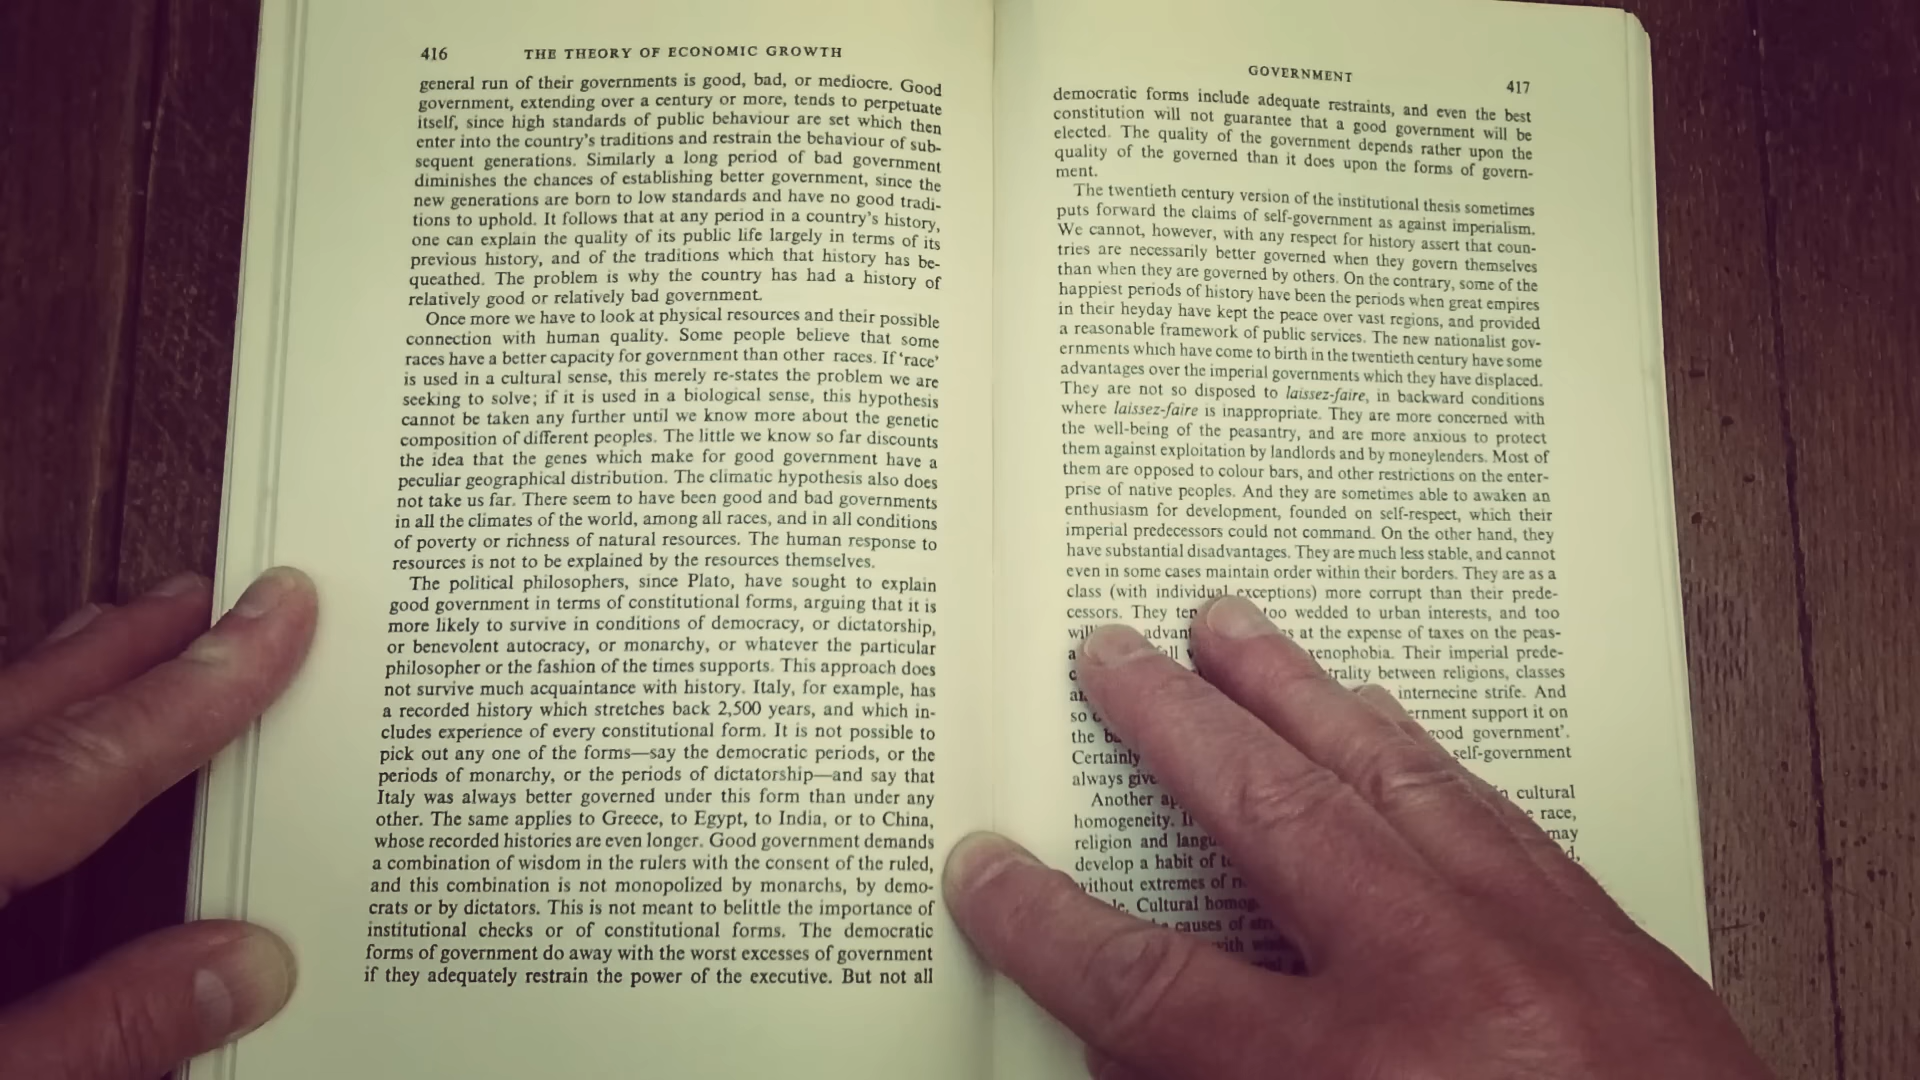 416 THE THEORY OF ECONOMIC GROWTH
general run of their governments is good, bad, or mediocre. Good
government, extending over a century or more, tends to perpetuate
itself, since high standards of public behaviour are set which then
enter into the country's traditions and restrain the behaviour of sub-
sequent generations. Similarly a long period of bad government
diminishes the chances of establishing better government, since the
new generations are born to low standards and have no good tradi-
tions to uphold. It follows that at any period in a country's history,
one can explain the quality of its public life largely in terms of its
previous history, and of the traditions which that history has be-
queathed. The problem is why the country has had a history of
relatively good or relatively bad government.
Once more we have to look at physical resources and their possible
connection with human quality. Some people believe that some
races have a better capacity for government than other races. If 'race'
is used in a cultural sense, this merely re-states the problem we are
seeking to solve; if it is used in a biological sense, this hypothesis
cannot be taken any further until we know more about the genetic
composition of different peoples. The little we know so far discounts
the idea that the genes which make for good government have a
peculiar geographical distribution. The climatic hypothesis also does
not take us far. There seem to have been good and bad governments
in all the climates of the world, among all races, and in all conditions
of poverty or richness of natural resources. The human response to
resources is not to be explained by the resources themselves.
The political philosophers, since Plato, have sought to explain
good government in terms of constitutional forms, arguing that it is
more likely to survive in conditions of democracy, or dictatorship,
or benevolent autocracy, or monarchy, or whatever the particular
philosopher or the fashion of the times supports. This approach does
not survive much acquaintance with history. Italy, for example, has
a recorded history which stretches back 2,500 years, and which in-
cludes experience of every constitutional form. It is not possible to
pick out any one of the forms—say the democratic periods, or the
periods of monarchy, or the periods of dictatorship—and say that
Italy was always better governed under this form than under any
other. The same applies to Greece, to Egypt, to India, or to China,
whose recorded histories are even longer. Good government demands
a combination of wisdom in the rulers with the consent of the ruled,
and this combination is not monopolized by monarchs, by demo-
crats or by dictators. This is not meant to belittle the importance of
institutional checks or of constitutional forms. The democratic
forms of government do away with the worst excesses of government
if they adequately restrain the power of the executive. But not all
GOVERNMENT 417
democratic forms include adequate restraints, and even the best
constitution will not guarantee that a good government will be
elected. The quality of the government depends rather upon the
quality of the governed than it does upon the forms of govern-
ment.
The twentieth century version of the institutional thesis sometimes
puts forward the claims of self-government as against imperialism.
We cannot, however, with any respect for history assert that coun-
tries are necessarily better governed when they govern themselves
than when they are governed by others. On the contrary, some of the
happiest periods of history have been the periods when great empires
in their heyday have kept the peace over vast regions, and provided
a reasonable framework of public services. The new nationalist gov-
ernments which have come to birth in the twentieth century have some
advantages over the imperial governments which they have displaced.
They are not so disposed to laissez-faire, in backward conditions
where laissez-faire is inappropriate. They are more concerned with
the well-being of the peasantry, and are more anxious to protect
them against exploitation by landlords and by moneylenders. Most of
them are opposed to colour bars, and other restrictions on the enter-
prise of native peoples. And they are sometimes able to awaken an
enthusiasm for development, founded on self-respect, which their
imperial predecessors could not command. On the other hand, they
have substantial disadvantages. They are much less stable, and cannot
even in some cases maintain order within their borders. They are as a
class (with individual exceptions) more corrupt than their prede-
cessors. They too wedded to urban interests, and too
at the expense of taxes on the peas-
xenophobia. Their imperial prede-
between religions, classes
internecine strife. And
so support it on
the good government'.
Certainly self-government
always give
Another cultural
homogeneity. race,
religion and may
develop a habit of
without extremes of
Cultural
causes of